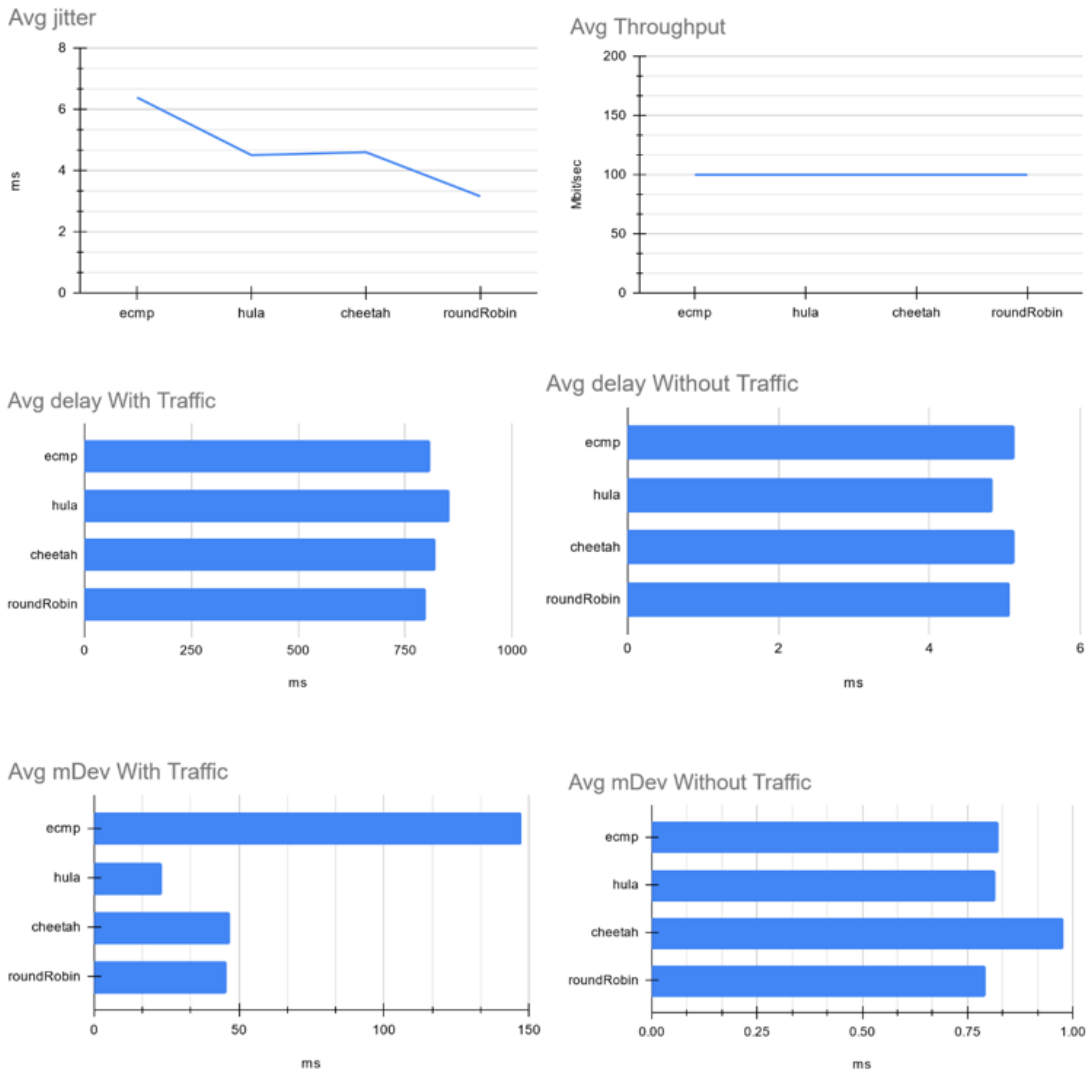 Avg jitter
8
6
4
2
0
ms
ecmp
hula
cheetah
roundRobin
Avg Throughput
200
150
100
50
0
Mbit/sec
ecmp
hula
cheetah
roundRobin
Avg delay With Traffic
ecmp
hula
cheetah
roundRobin
0
250
500
750
1000
ms
Avg delay Without Traffic
ecmp
hula
cheetah
roundRobin
0
2
4
6
ms
Avg mDev With Traffic
ecmp
hula
cheetah
roundRobin
0
50
100
150
ms
Avg mDev Without Traffic
ecmp
hula
cheetah
roundRobin
0.00
0.25
0.50
0.75
1.00
ms